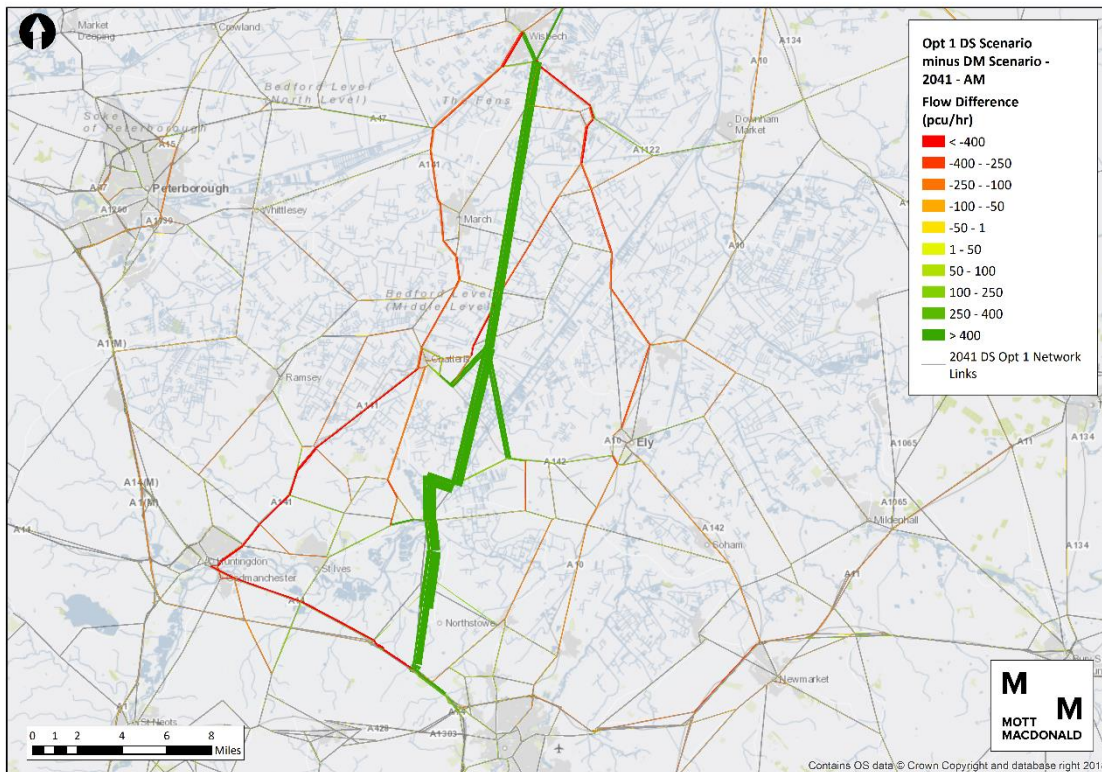 Market
Deeping
Crowland
Wisbech
A134
A10
Bedford Level
(North Level)
The Fens
A47
Soke
of Peterborough
A15
Downham
Market
A1122
Peterborough
A47
A1260
A1139
Whittlesey
A141
March
A10
Bedford Level
(Middle Level)
A1(M)
Chatteris
Ramsey
A141
Ely
A10
A142
A1065
A11
A134
A14(M)
A1(M)
A141
A1065
Mildenhall
A14
Huntingdon
Godmanchester
St Ives
A142
Soham
A134
A14
A10
A11
Northstowe
Newmarket
Bury S
A1
St Neots
A428
A1303
A14
Opt 1 DS Scenario
minus DM Scenario -
2041 - AM
Flow Difference
(pcu/hr)
< -400
-400 - -250
-250 - -100
-100 - -50
-50 - 1
1 - 50
50 - 100
100 - 250
250 - 400
> 400
2041 DS Opt 1 Network
Links
0 1 2 4 6 8
Miles
M
M
MOTT
MACDONALD
Contains OS data © Crown Copyright and database right 201